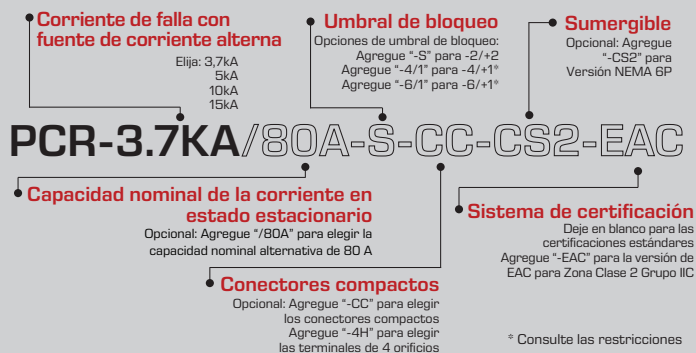 Corriente de falla con
fuente de corriente alterna
Elija: 3,7kA
5kA
10kA
15kA
Umbral de bloqueo
Opciones de umbral de bloqueo:
Agregue "-S" para -2/+2
Agregue "-4/1" para -4/+1*
Agregue "-6/1" para -6/+1*
Sumergible
Opcional: Agregue
"-CS2" para
Versión NEMA 6P
PCR-3.7KA/80A-S-CC-CS2-EAC
Capacidad nominal de la corriente en
estado estacionario
Opcional: Agregue "/80A" para elegir la
capacidad nominal alternativa de 80 A
Conectores compactos
Opcional: Agregue "-CC" para elegir
los conectores compactos
Agregue "-4H" para elegir
las terminales de 4 orificios
Sistema de certificación
Deje en blanco para las
certificaciones estándares
Agregue "-EAC" para la versión de
EAC para Zona Clase 2 Grupo IIC
* Consulte las restricciones